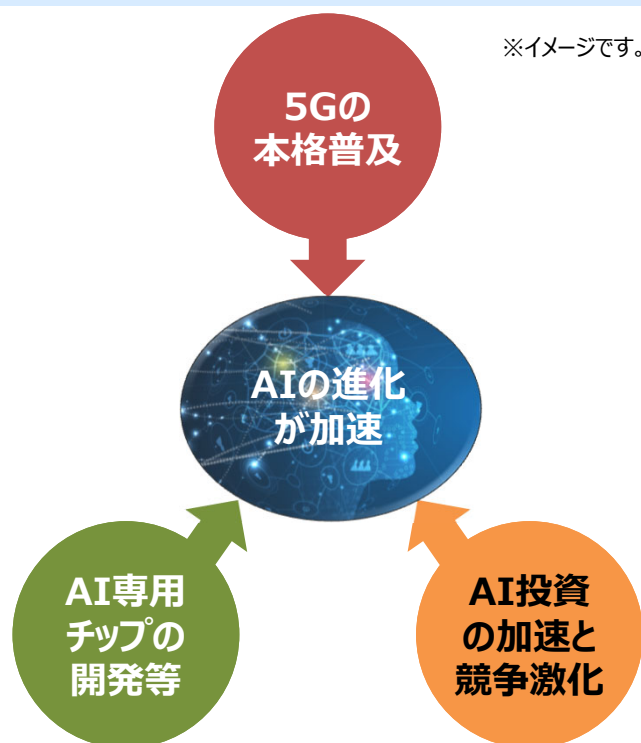 ※イメージです。
5Gの
本格普及
AIの進化
が加速
AI専用
チップの
開発等
AI投資
の加速と
競争激化